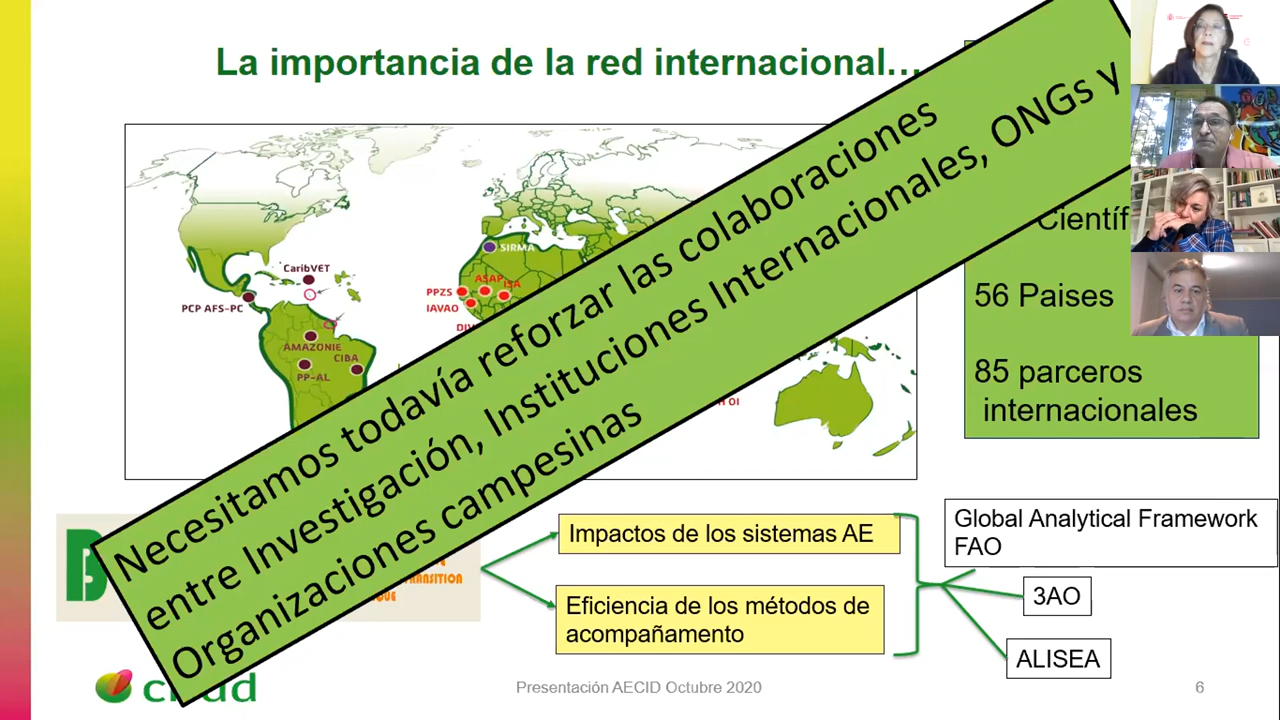 La importancia de la red internacional…
Necesitamos todavía reforzar las colaboraciones
entre Investigación, Instituciones Internacionales, ONGs y
Organizaciones campesinas
SIRMA
CaribVET
PCP AFS-PC
PPZS
ASAP
ISA
IAVAO
AMAZONIE
CIBA
PP-AL
OI
56 Paises
85 parceros
internacionales
Impactos de los sistemas AE
Eficiencia de los métodos de
acompañamento
Global Analytical Framework
FAO
3AO
ALISEA
TRANSITION
Presentación AECID Octubre 2020
6